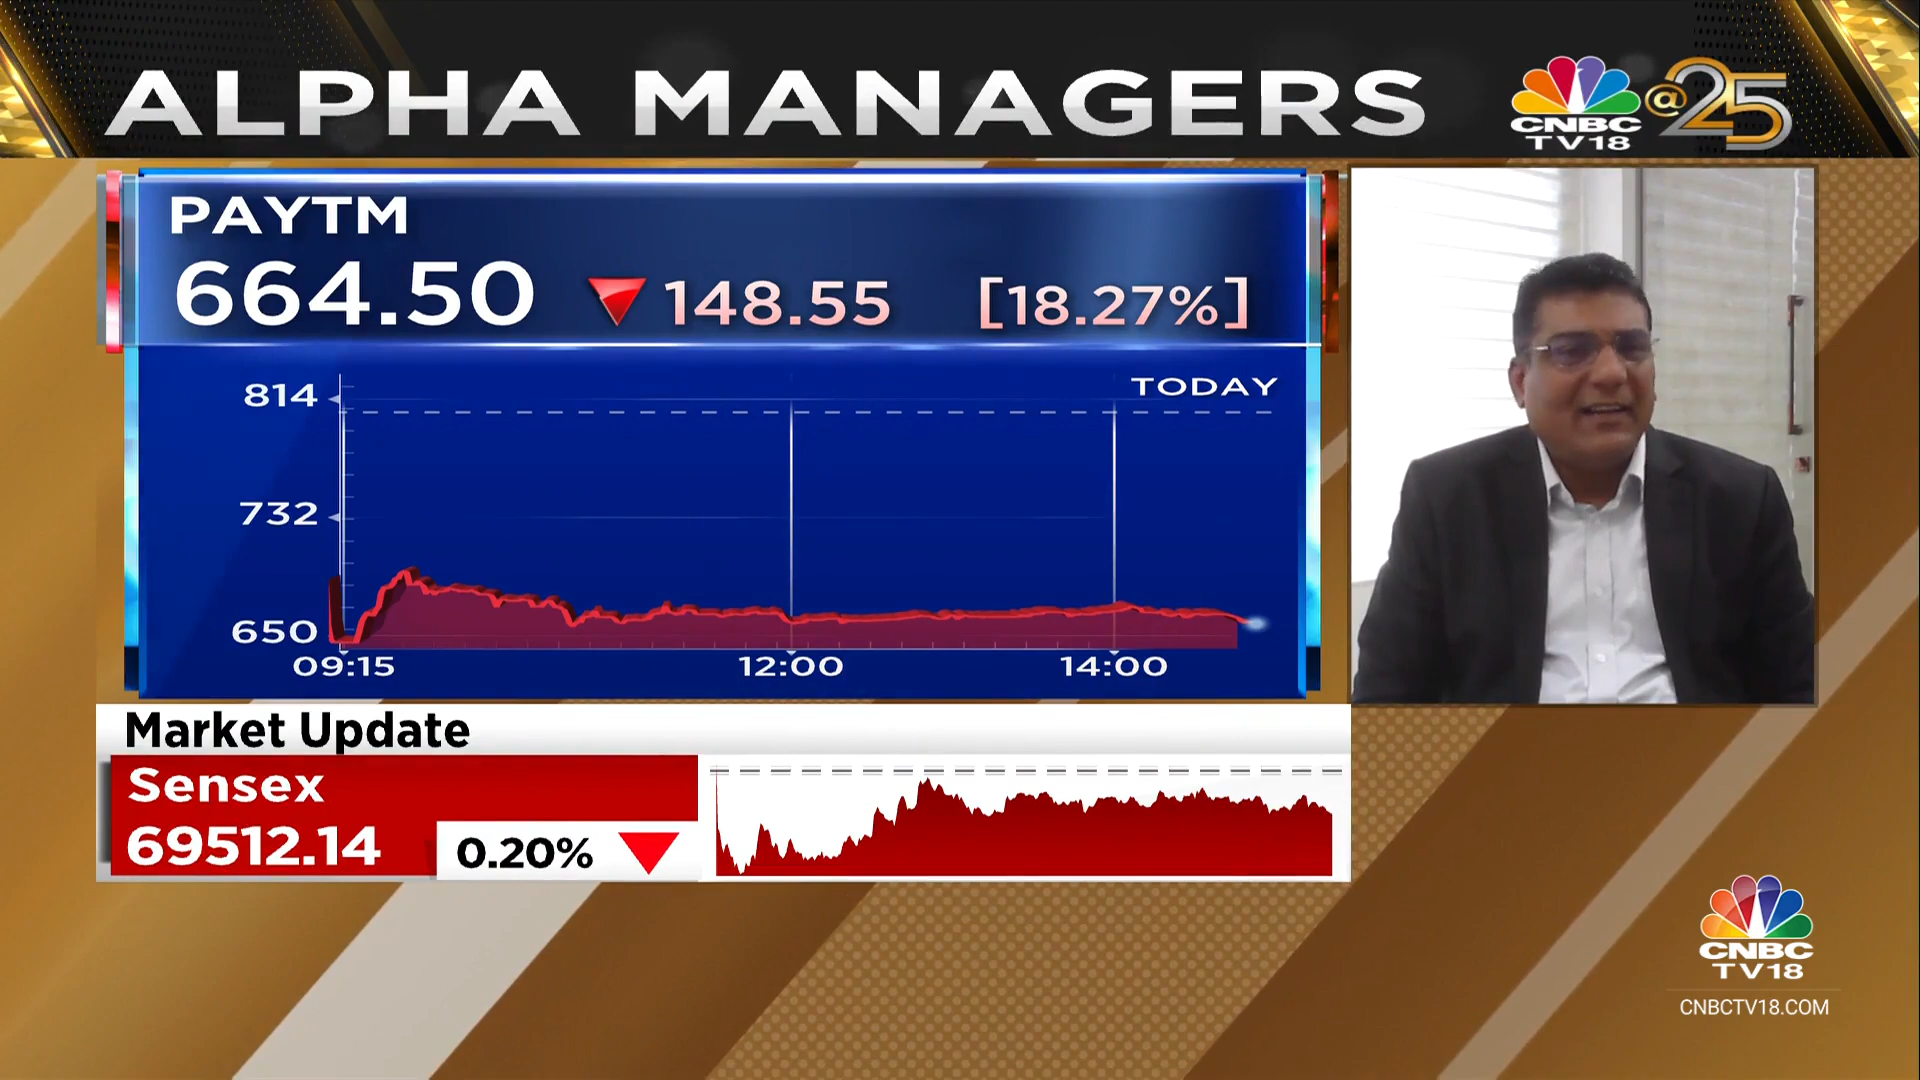 ALPHA MANAGERS
CNBC
TV18
@25
PAYTM
664.50 148.55 [18.27%]
TODAY
814
732
650
09:15 12:00 14:00
Market Update
Sensex
69512.14
0.20%
CNBC
TV18
CNBCTV18.COM